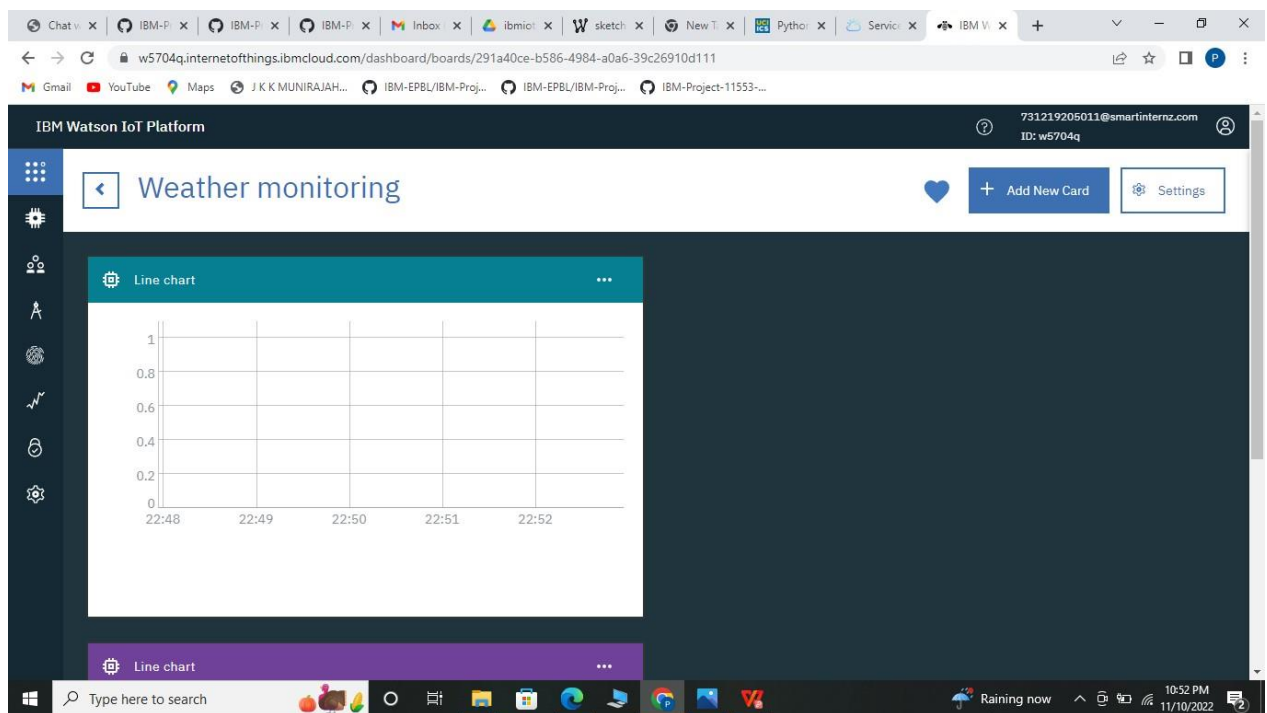 Chat w IBM-Pr IBM-Pr IBM-Pr Inbox ibmiot sketch New T Python Service IBM W
w5704q.internetofthings.ibmcloud.com/dashboard/boards/291a40ce-b586-4984-a0a6-39c26910d111
Gmail YouTube Maps J K K MUNIRAJAH... IBM-EPBL/IBM-Proj... IBM-EPBL/IBM-Proj... IBM-Project-11553-...
IBM Watson IoT Platform
731219205011@smartinternz.com
ID: w5704q
Weather monitoring
+ Add New Card
Settings
Line chart
1
0.8
0.6
0.4
0.2
0
22:48 22:49 22:50 22:51 22:52
Line chart
Type here to search
Raining now
10:52 PM
11/10/2022
2